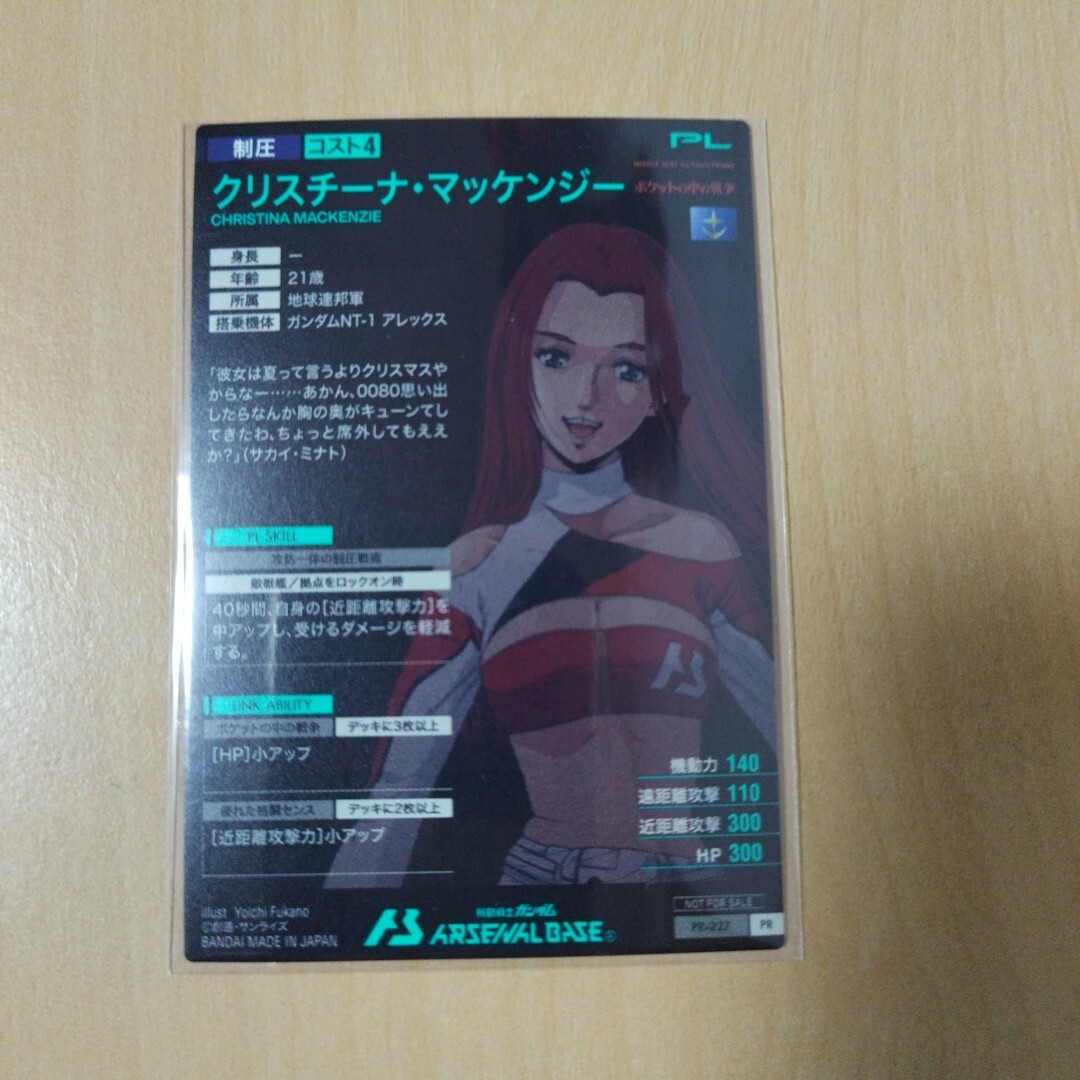 制圧 コスト4
PL
クリスチーナ・マッケンジー
ポケットの中の戦争
CHRISTINA MACKENZIE
身長 ー
年齢 21歳
所属 地球連邦軍
搭乗機体 ガンダムNT-1 アレックス
「彼女は夏って言うよりクリスマスや
からなー……あかん、0080思い出
したらなんか胸の奥がキューンてし
てきたわ、ちょっと席外してもええ
か?」(サカイ・ミナト)
PL SKILL
攻防一体の制圧戦術
敵戦艦／拠点をロックオン時
40秒間、自身の[近距離攻撃力]を
中アップし、受けるダメージを軽減
する。
LINK ABILITY
ポケットの中の戦争 デッキに3枚以上
[HP]小アップ
優れた格闘センス デッキに2枚以上
[近距離攻撃力]小アップ
機動力 140
遠距離攻撃 110
近距離攻撃 300
HP 300
illust. Yoichi Fukano
©創通・サンライズ
BANDAI MADE IN JAPAN
機動戦士ガンダム
ARSENAL BASE®
NOT FOR SALE
PR-227 PR